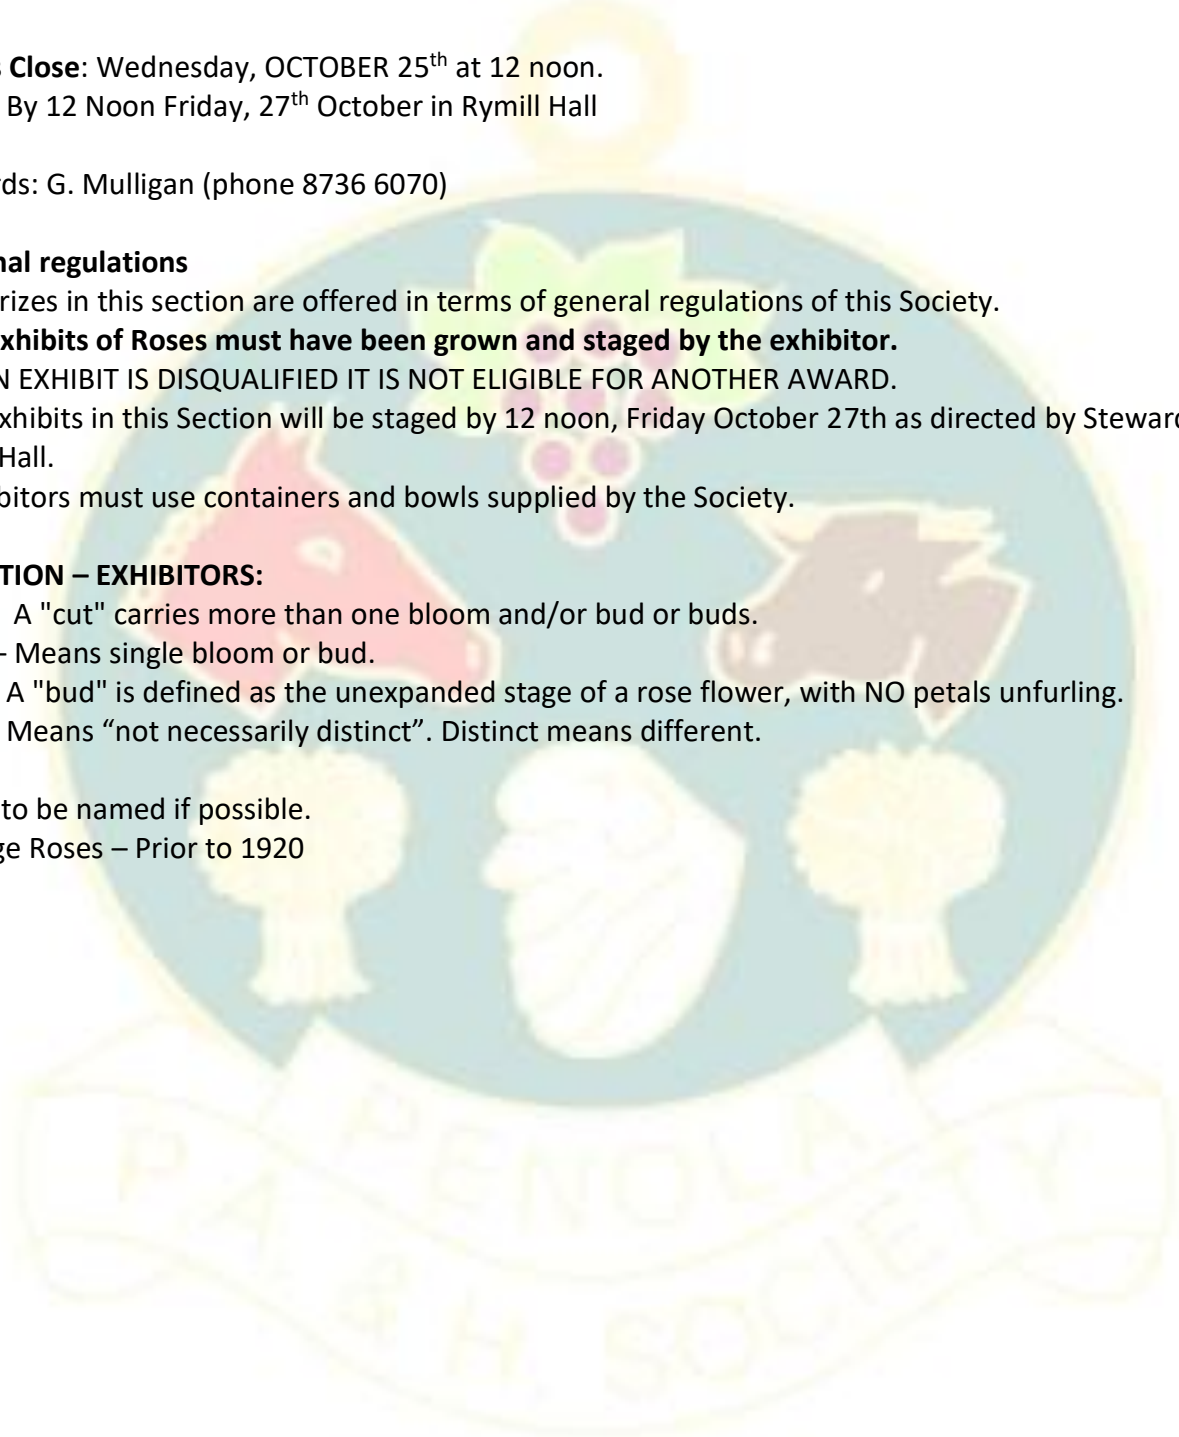 s Close: Wednesday, OCTOBER 25th at 12 noon.
By 12 Noon Friday, 27th October in Rymill Hall
rds: G. Mulligan (phone 8736 6070)
nal regulations
rizes in this section are offered in terms of general regulations of this Society.
xhibits of Roses must have been grown and staged by the exhibitor.
N EXHIBIT IS DISQUALIFIED IT IS NOT ELIGIBLE FOR ANOTHER AWARD.
xhibits in this Section will be staged by 12 noon, Friday October 27th as directed by Steward
Hall.
bitors must use containers and bowls supplied by the Society.
TION – EXHIBITORS:
A "cut" carries more than one bloom and/or bud or buds.
- Means single bloom or bud.
A "bud" is defined as the unexpanded stage of a rose flower, with NO petals unfurling.
Means “not necessarily distinct”. Distinct means different.
to be named if possible.
ge Roses – Prior to 1920
PENOLA
P.A. & H. SOCIETY